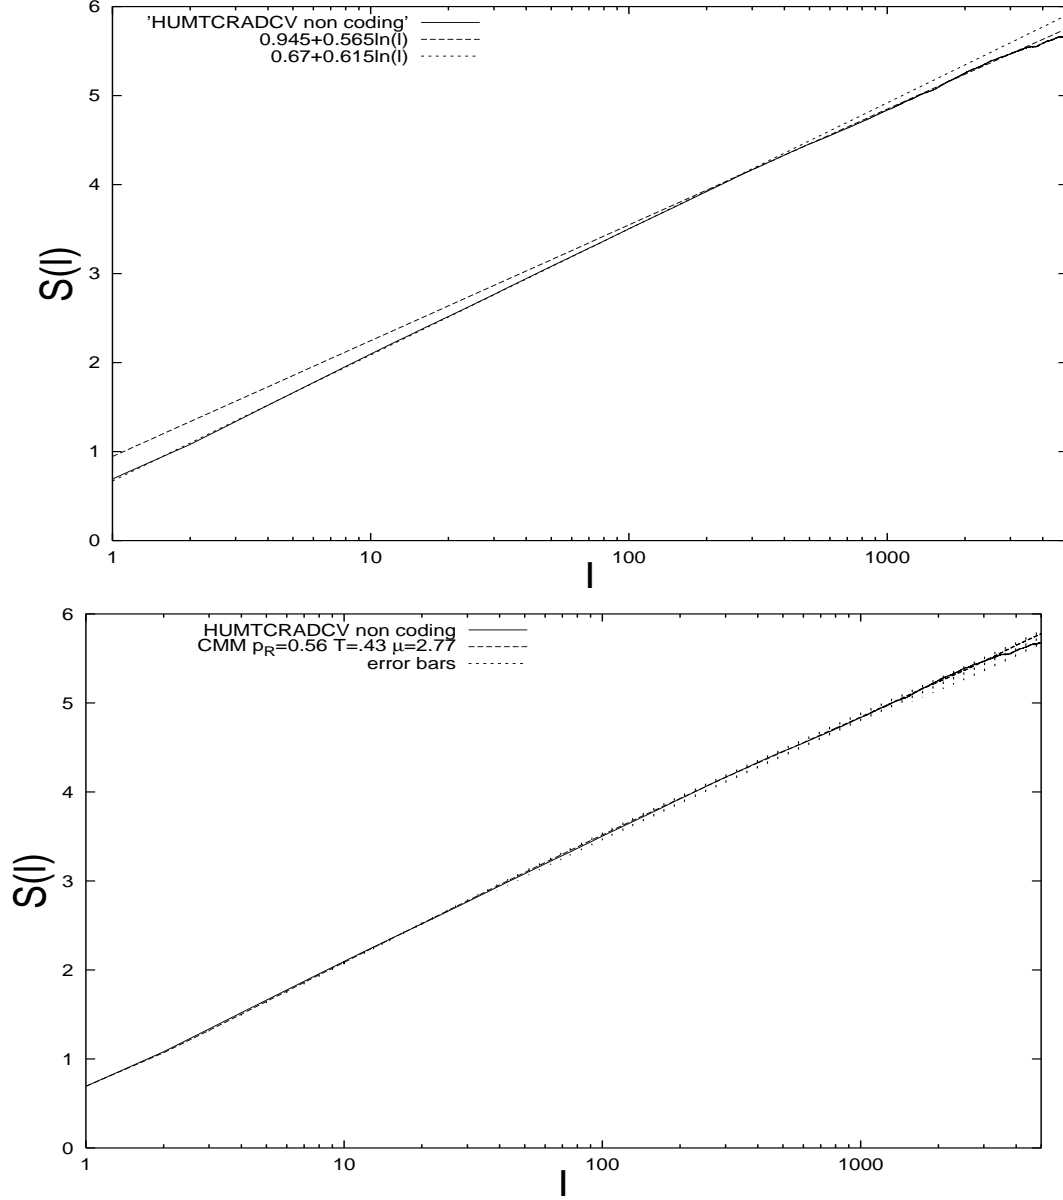 6
5
4
3
2
1
0
S(l)
'HUMTCRADCV non coding'
0.945+0.565ln(l)
0.67+0.615ln(l)
1 10 100 1000
l
6
5
4
3
2
1
0
S(l)
HUMTCRADCV non coding
CMM pR=0.56 T=.43 μ=2.77
error bars
1 10 100 1000
l